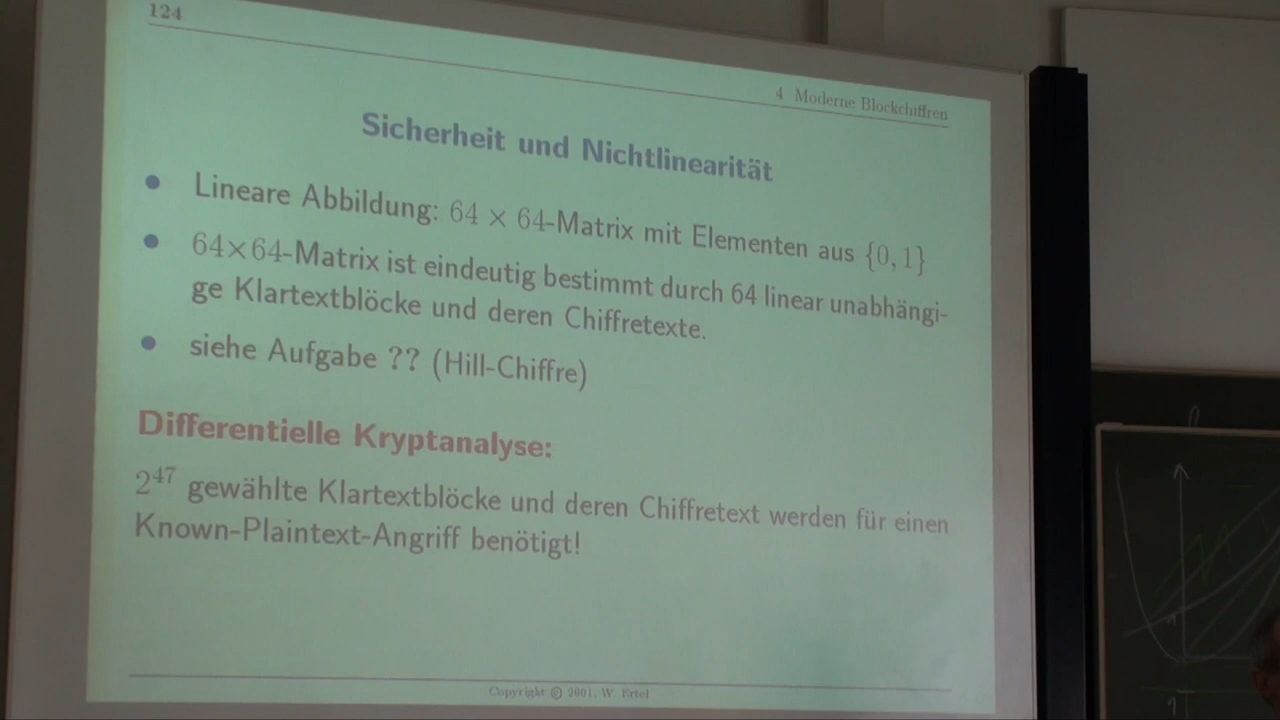 124
4 Moderne Blockchiffren
Sicherheit und Nichtlinearität
• Lineare Abbildung: 64 × 64-Matrix mit Elementen aus {0, 1}
• 64×64-Matrix ist eindeutig bestimmt durch 64 linear unabhängi-
ge Klartextblöcke und deren Chiffretexte.
• siehe Aufgabe ?? (Hill-Chiffre)
Differentielle Kryptanalyse:
2^47 gewählte Klartextblöcke und deren Chiffretext werden für einen
Known-Plaintext-Angriff benötigt!
Copyright © 2001, W. Ertel